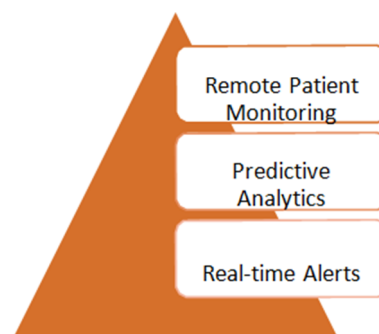 Remote Patient
Monitoring
Predictive
Analytics
Real-time Alerts